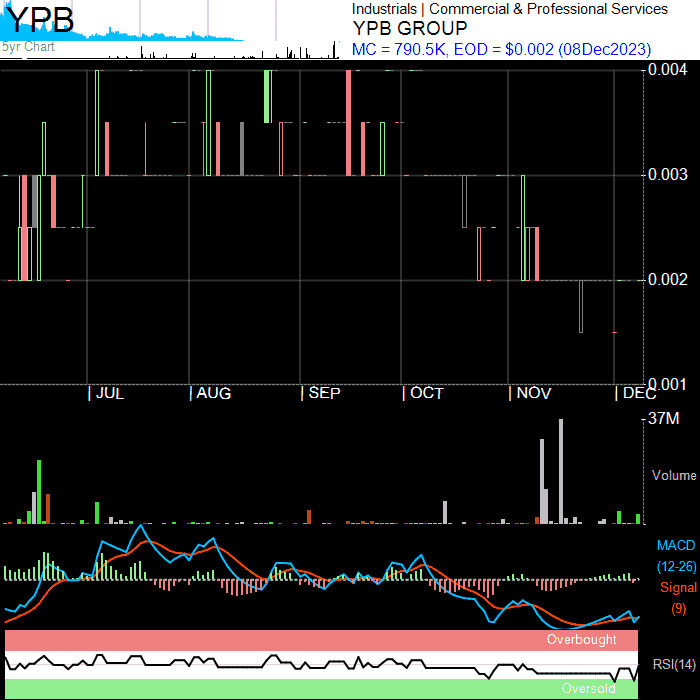 YPB
5yr Chart
Industrials | Commercial & Professional Services
YPB GROUP
MC = 790.5K, EOD = $0.002 (08Dec2023)
0.004
0.003
0.002
0.001
| JUL | AUG | SEP | OCT | NOV | DEC
37M
Volume
MACD
(12-26)
Signal
(9)
Overbought
RSI(14)
Oversold